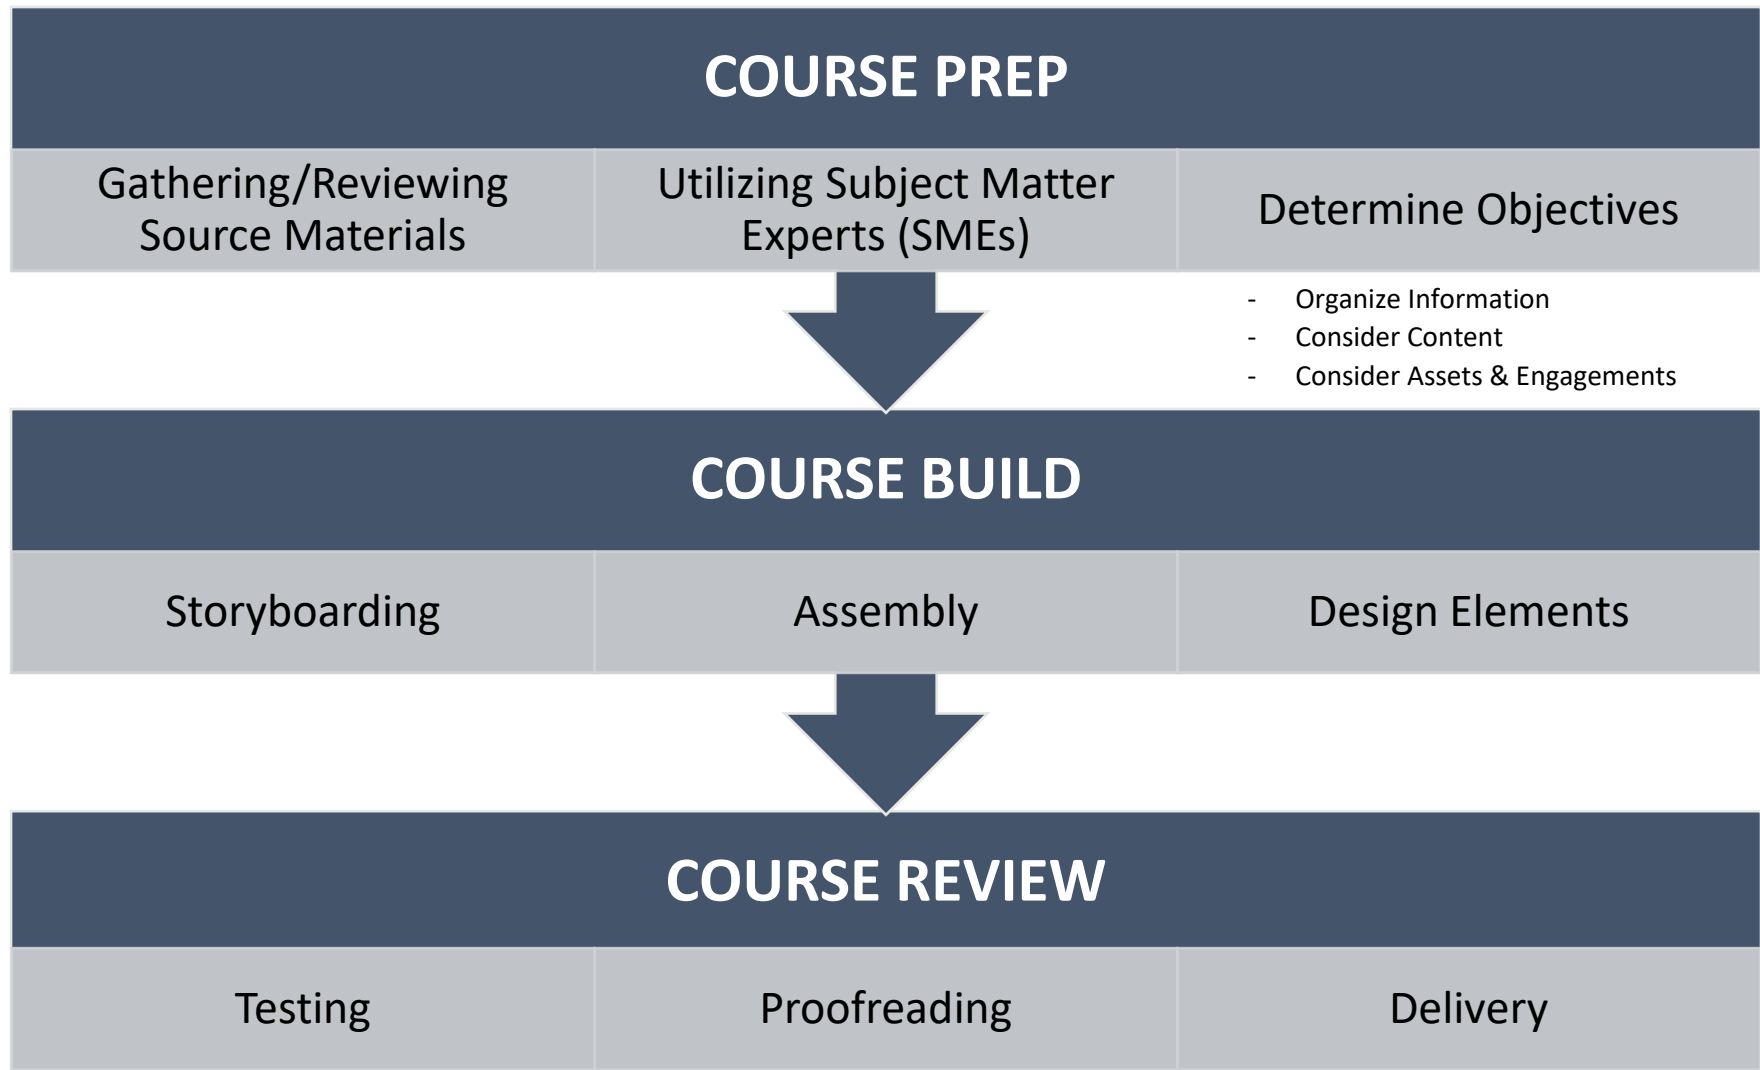 COURSE PREP
Gathering/Reviewing
Source Materials
Utilizing Subject Matter
Experts (SMEs)
Determine Objectives
- Organize Information
- Consider Content
- Consider Assets & Engagements
COURSE BUILD
Storyboarding
Assembly
Design Elements
COURSE REVIEW
Testing
Proofreading
Delivery